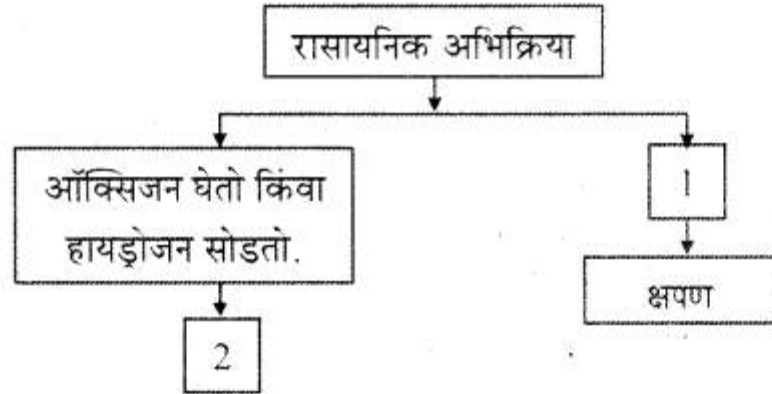 रासायनिक अभिक्रिया
ऑक्सिजन घेतो किंवा
हायड्रोजन सोडतो.
1
क्षपण
2